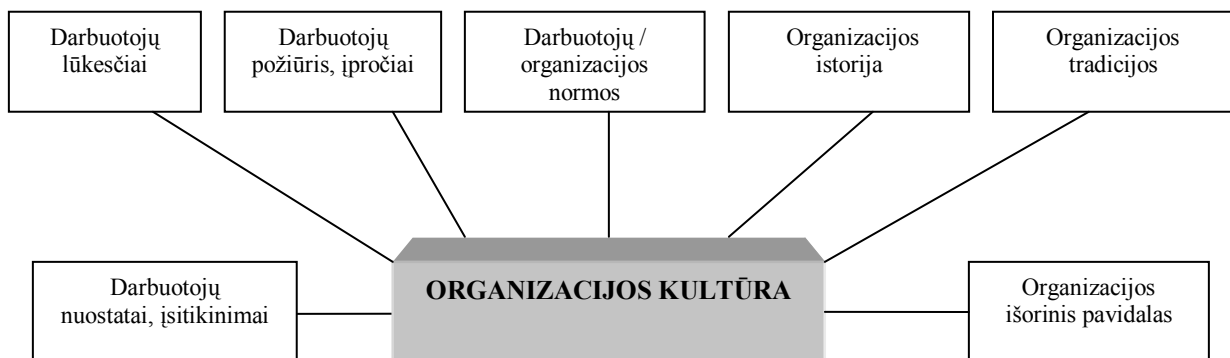 Darbuotojų
lūkesčiai
Darbuotojų
požiūris, įpročiai
Darbuotojų /
organizacijos
normos
Organizacijos
istorija
Organizacijos
tradicijos
Darbuotojų
nuostatai, įsitikinimai
ORGANIZACIJOS KULTŪRA
Organizacijos
išorinis pavidalas